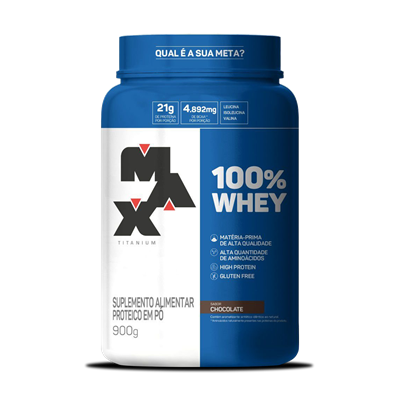 QUAL É A SUA META?
21g
DE PROTEÍNA
POR PORÇÃO
4.892mg
DE BCAA*
POR PORÇÃO
LEUCINA
ISOLEUCINA
VALINA
MAX
TITANIUM
100%
WHEY
MATÉRIA-PRIMA
DE ALTA QUALIDADE
ALTA QUANTIDADE
DE AMINOÁCIDOS
HIGH PROTEIN
GLUTEN FREE
SUPLEMENTO ALIMENTAR
PROTEICO EM PÓ
900g
SABOR
CHOCOLATE